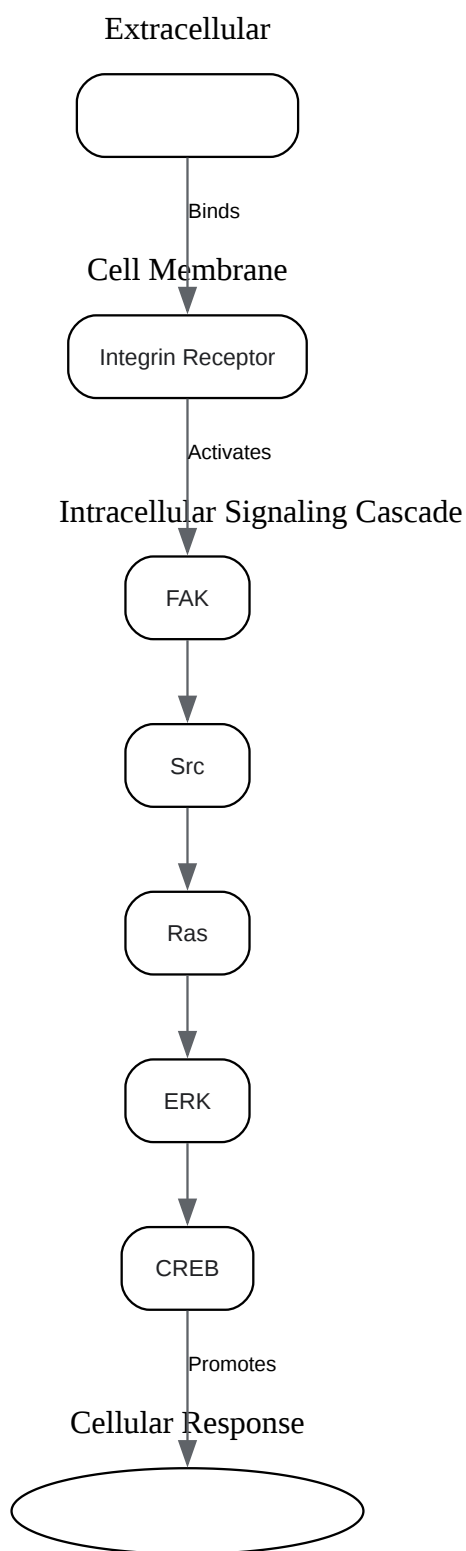 Extracellular
Binds
Cell Membrane
Integrin Receptor
Activates
Intracellular Signaling Cascade
FAK
Src
Ras
ERK
CREB
Promotes
Cellular Response